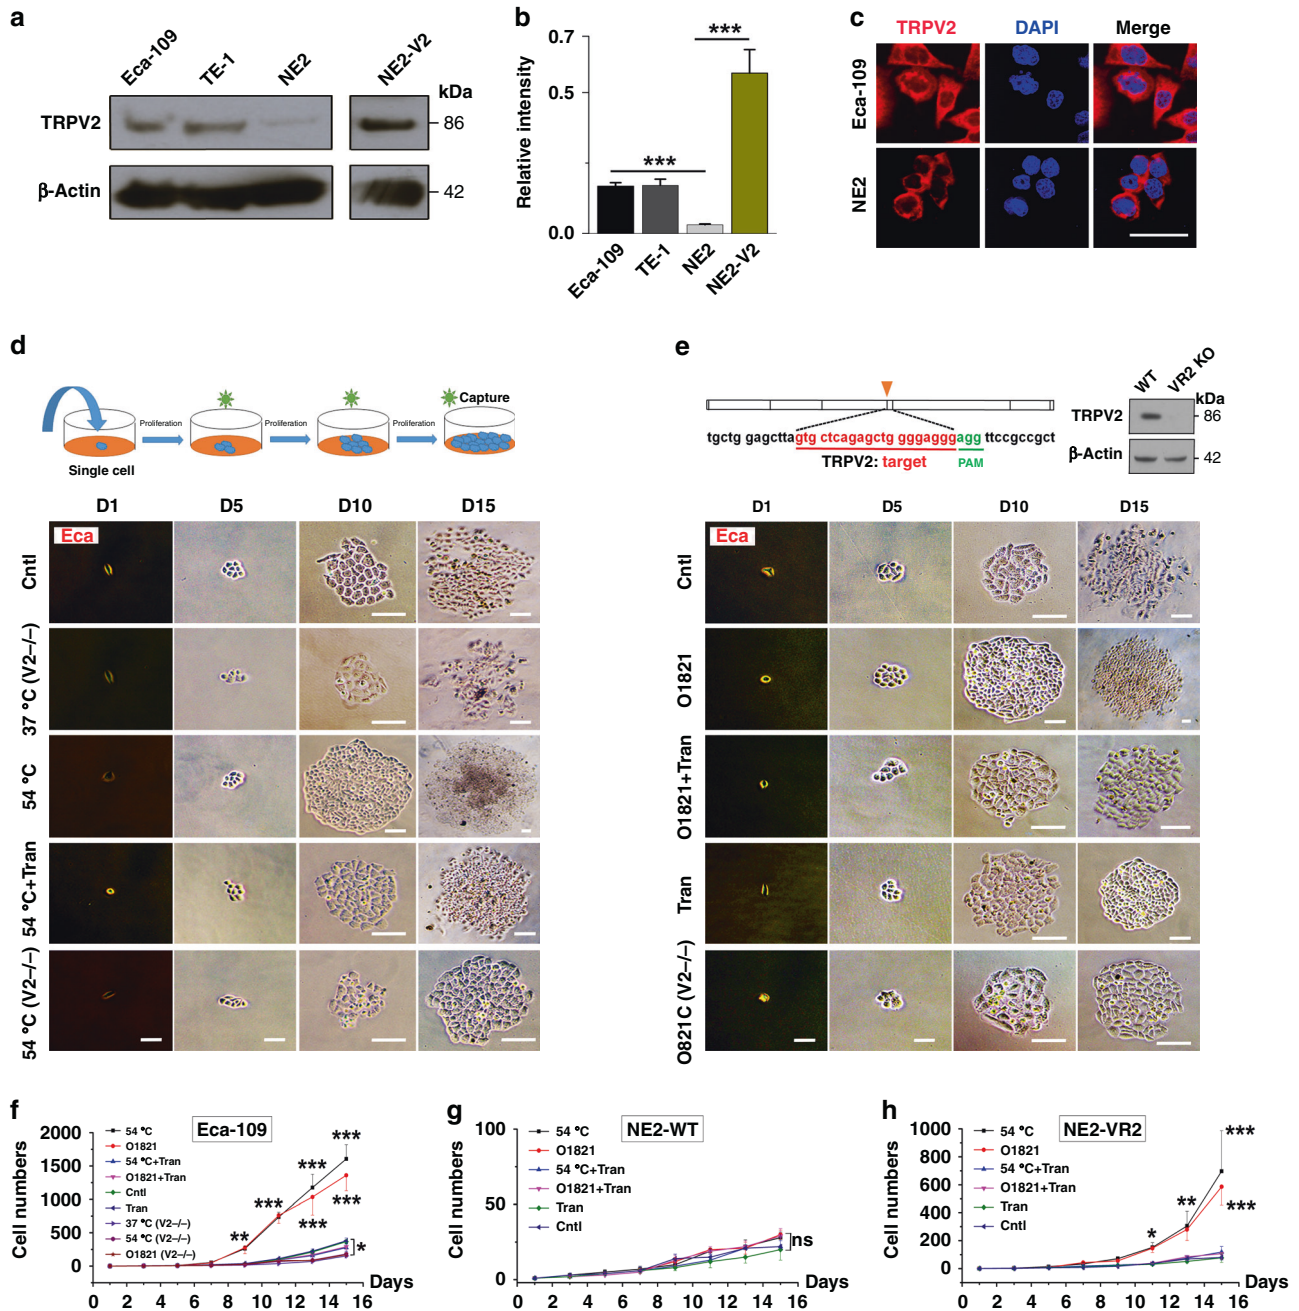 a
Eca-109 TE-1 NE2 NE2-V2
kDa
TRPV2 86
β-Actin 42
b
Relative intensity
0.7
0.5
0.0
*** ***
Eca-109 TE-1 NE2 NE2-V2
c
TRPV2 DAPI Merge
Eca-109
NE2
d
Capture
Proliferation Proliferation Proliferation
Single cell
D1 D5 D10 D15
Eca
Cntl
37 °C (V2–/–)
54 °C
54 °C+Tran
54 °C (V2–/–)
e
tgctg gagcttagtg ctcagagctg gggagggagg ttccgccgct
TRPV2: target PAM
WT VR2 KO
kDa
TRPV2 86
β-Actin 42
D1 D5 D10 D15
Eca
Cntl
O1821
O1821+Tran
Tran
O821C (V2–/–)
f
Eca-109
Cell numbers
2000
1500
1000
500
0
54 °C
O1821
54 °C+Tran
O1821+Tran
Cntl
Tran
37 °C (V2–/–)
54 °C (V2–/–)
O1821 (V2–/–)
** *** *** *** *** *** *
0 2 4 6 8 10 12 14 16
Days
g
NE2-WT
Cell numbers
100
50
0
54 °C
O1821
54 °C+Tran
O1821+Tran
Tran
Cntl
ns
0 2 4 6 8 10 12 14 16
Days
h
NE2-VR2
Cell numbers
1000
800
600
400
200
0
54 °C
O1821
54 °C+Tran
O1821+Tran
Tran
Cntl
* ** *** ***
0 2 4 6 8 10 12 14 16
Days